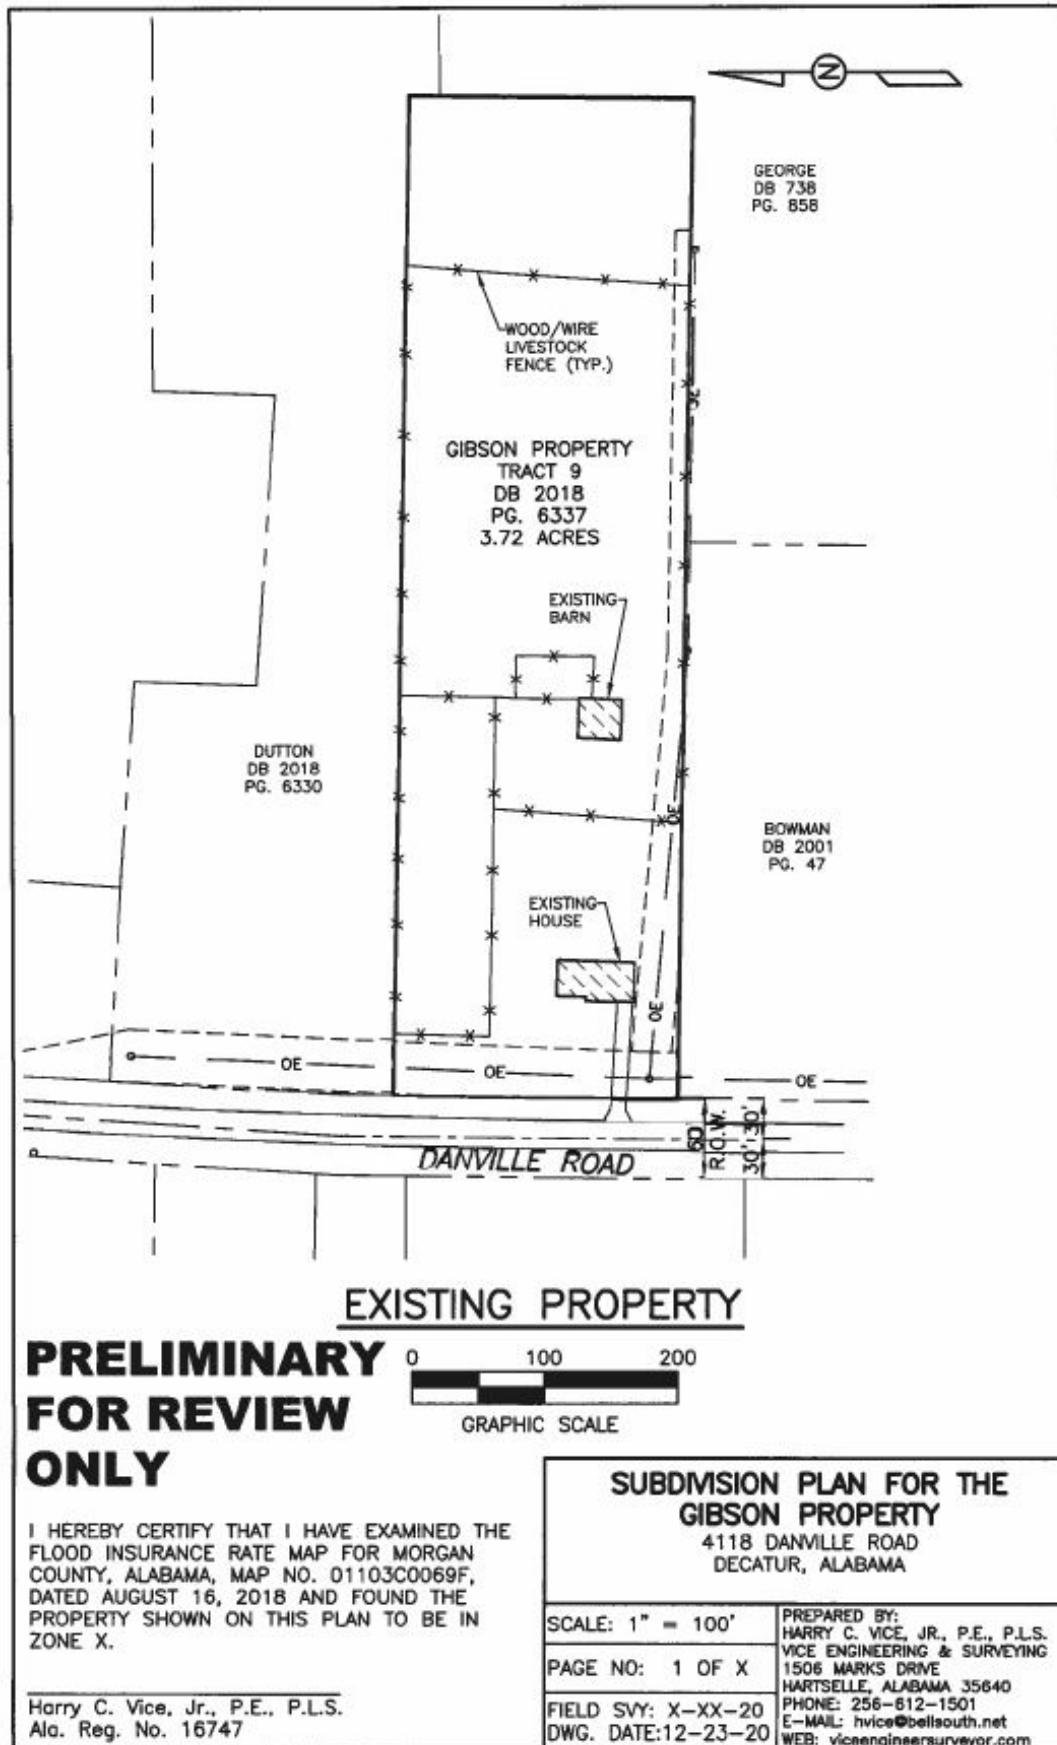 N
GEORGE
DB 738
PG. 858
WOOD/WIRE
LIVESTOCK
FENCE (TYP.)
OE
GIBSON PROPERTY
TRACT 9
DB 2018
PG. 6337
3.72 ACRES
EXISTING
BARN
DUTTON
DB 2018
PG. 6330
OE
BOWMAN
DB 2001
PG. 47
EXISTING
HOUSE
OE
OE
OE
OE
60'
R.O.W.
30' 30'
DANVILLE ROAD
EXISTING PROPERTY
PRELIMINARY
FOR REVIEW
ONLY
0 100 200
GRAPHIC SCALE
I HEREBY CERTIFY THAT I HAVE EXAMINED THE
FLOOD INSURANCE RATE MAP FOR MORGAN
COUNTY, ALABAMA, MAP NO. 01103C0069F,
DATED AUGUST 16, 2018 AND FOUND THE
PROPERTY SHOWN ON THIS PLAN TO BE IN
ZONE X.
Harry C. Vice, Jr., P.E., P.L.S.
Ala. Reg. No. 16747
SUBDIVISION PLAN FOR THE
GIBSON PROPERTY
4118 DANVILLE ROAD
DECATUR, ALABAMA
SCALE: 1" = 100'
PAGE NO: 1 OF X
FIELD SVY: X-XX-20
DWG. DATE:12-23-20
PREPARED BY:
HARRY C. VICE, JR., P.E., P.L.S.
VICE ENGINEERING & SURVEYING
1506 MARKS DRIVE
HARTSELLE, ALABAMA 35640
PHONE: 256-612-1501
E-MAIL: hvice@bellsouth.net
WEB: viceengineersurveyor.com